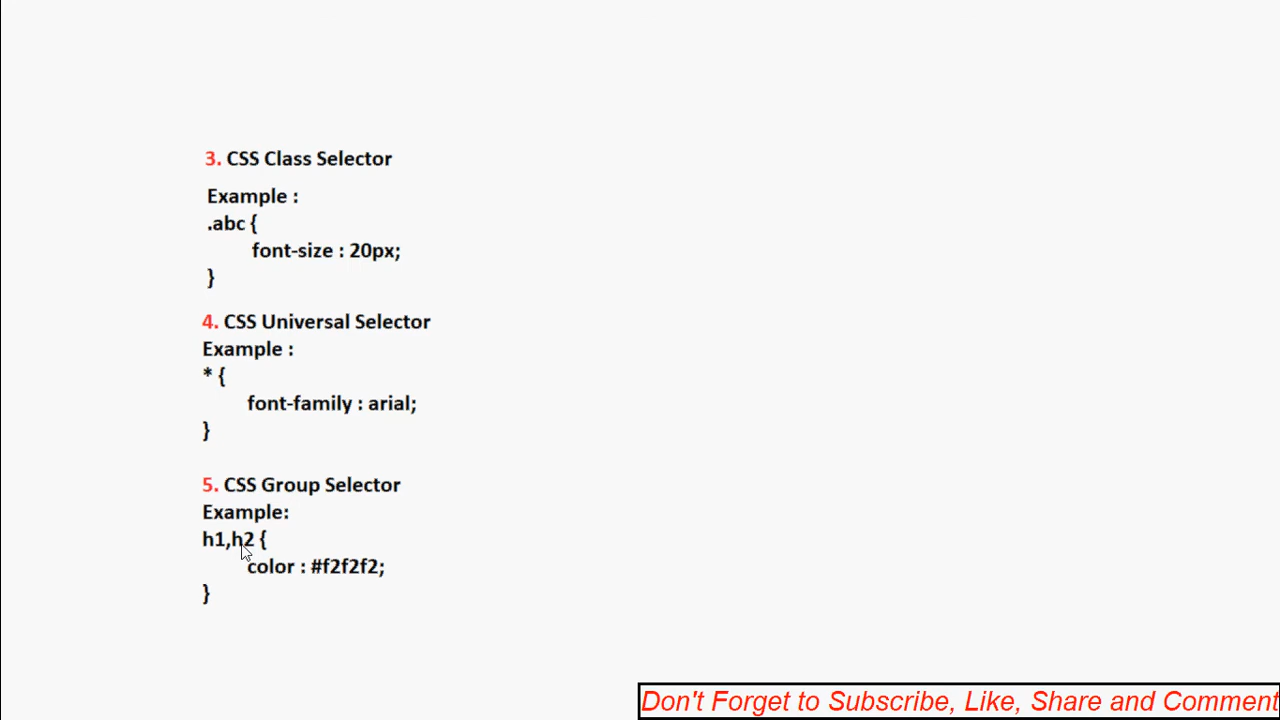 3. CSS Class Selector
Example :
.abc {
font-size : 20px;
}
4. CSS Universal Selector
Example :
* {
font-family : arial;
}
5. CSS Group Selector
Example:
h1,h2 {
color : #f2f2f2;
}
Don't Forget to Subscribe, Like, Share and Comment